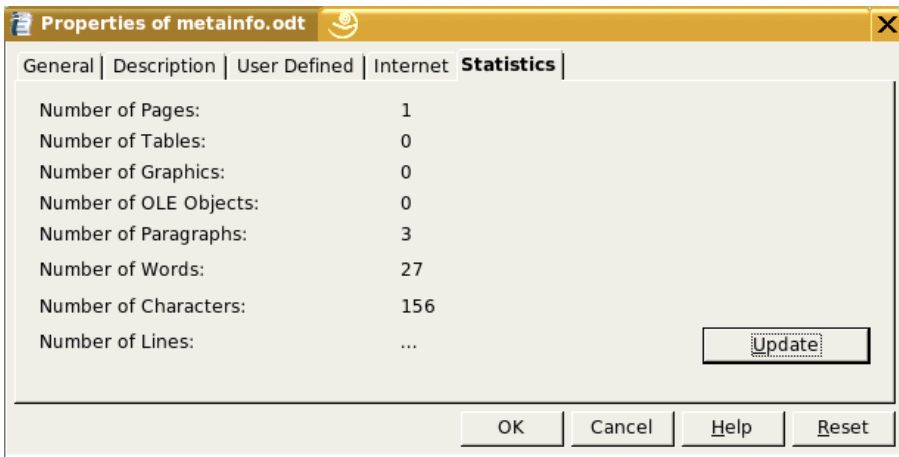 Properties of metainfo.odt
General Description User Defined Internet Statistics
Number of Pages: 1
Number of Tables: 0
Number of Graphics: 0
Number of OLE Objects: 0
Number of Paragraphs: 3
Number of Words: 27
Number of Characters: 156
Number of Lines: ...
Update
OK Cancel Help Reset